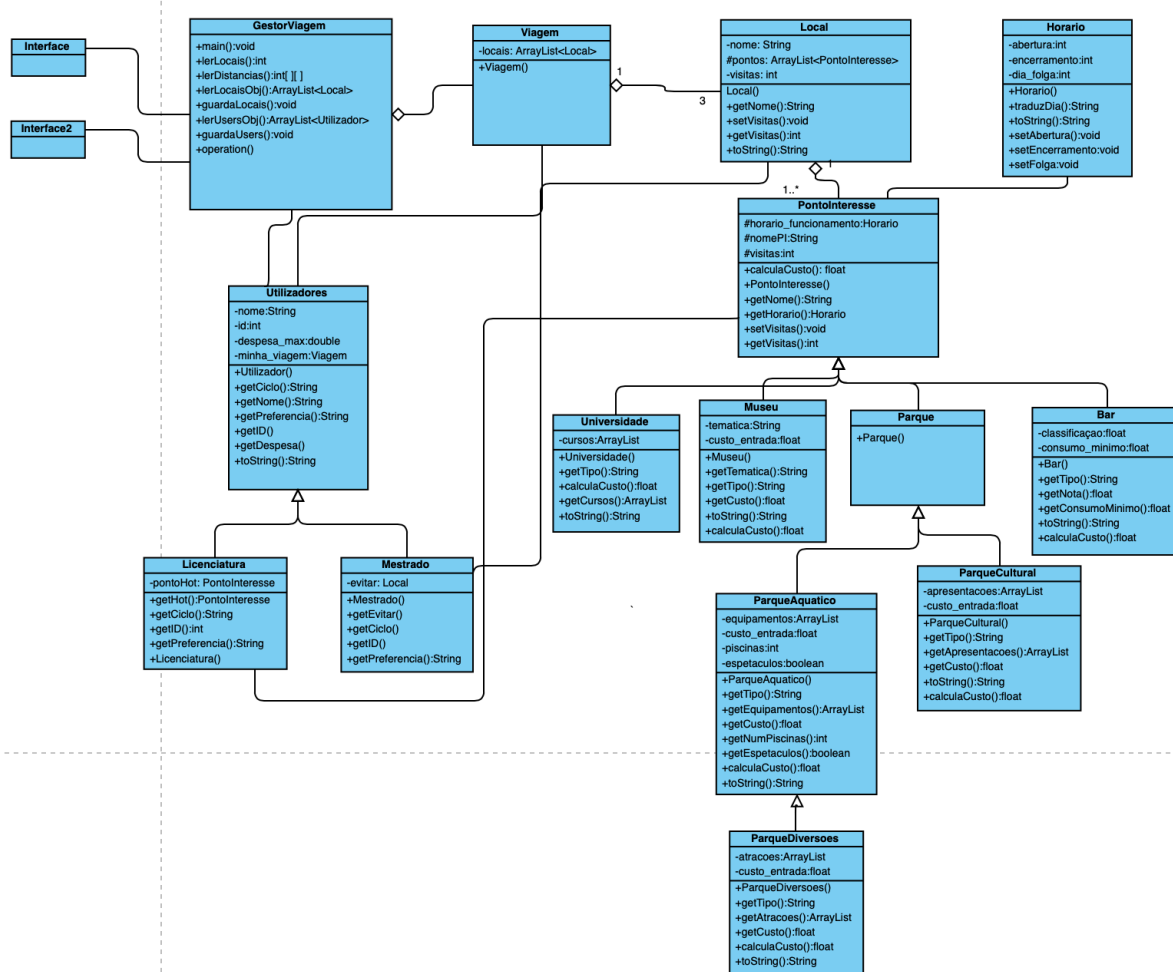 Interface
Interface2
GestorViagem
+main():void
+lerLocais():int
+lerDistancias():int[ ][ ]
+lerLocaisObj():ArrayList<Local>
+guardaLocais():void
+lerUsersObj():ArrayList<Utilizador>
+guardaUsers():void
+operation()
Viagem
-locais: ArrayList<Local>
+Viagem()
1
3
Local
-nome: String
#pontos: ArrayList<PontoInteresse>
-visitas: int
Local()
+getNome():String
+setVisitas():void
+getVisitas():int
+toString():String
1
1..*
Horario
-abertura:int
-encerramento:int
-dia_folga:int
+Horario()
+traduzDia():String
+toString():String
+setAbertura():void
+setEncerramento:void
+setFolga:void
PontoInteresse
#horario_funcionamento:Horario
#nomePI:String
#visitas:int
+calculaCusto(): float
+PontoInteresse()
+getNome():String
+getHorario():Horario
+setVisitas():void
+getVisitas():int
Utilizadores
-nome:String
-id:int
-despesa_max:double
-minha_viagem:Viagem
+Utilizador()
+getCiclo():String
+getNome():String
+getPreferencia():String
+getID()
+getDespesa()
+toString():String
Universidade
-cursos:ArrayList
+Universidade()
+getTipo():String
+calculaCusto():float
+getCursos():ArrayList
+toString():String
Museu
-tematica:String
-custo_entrada:float
+Museu()
+getTematica():String
+getTipo():String
+getCusto():float
+toString():String
+calculaCusto():float
Parque
+Parque()
Bar
-classificaçao:float
-consumo_minimo:float
+Bar()
+getTipo():String
+getNota():float
+getConsumoMinimo():float
+toString():String
+calculaCusto():float
Licenciatura
-pontoHot: PontoInteresse
+getHot():PontoInteresse
+getCiclo():String
+getID():int
+getPreferencia():String
+Licenciatura()
Mestrado
-evitar: Local
+Mestrado()
+getEvitar()
+getCiclo()
+getID()
+getPreferencia():String
ParqueAquatico
-equipamentos:ArrayList
-custo_entrada:float
-piscinas:int
-espetaculos:boolean
+ParqueAquatico()
+getTipo():String
+getEquipamentos():ArrayList
+getCusto():float
+getNumPiscinas():int
+getEspetaculos():boolean
+calculaCusto():float
+toString():String
ParqueCultural
-apresentacoes:ArrayList
-custo_entrada:float
+ParqueCultural()
+getTipo():String
+getApresentacoes():ArrayList
+getCusto():float
+toString():String
+calculaCusto():float
ParqueDiversoes
-atracoes:ArrayList
-custo_entrada:float
+ParqueDiversoes()
+getTipo():String
+getAtracoes():ArrayList
+getCusto():float
+calculaCusto():float
+toString():String